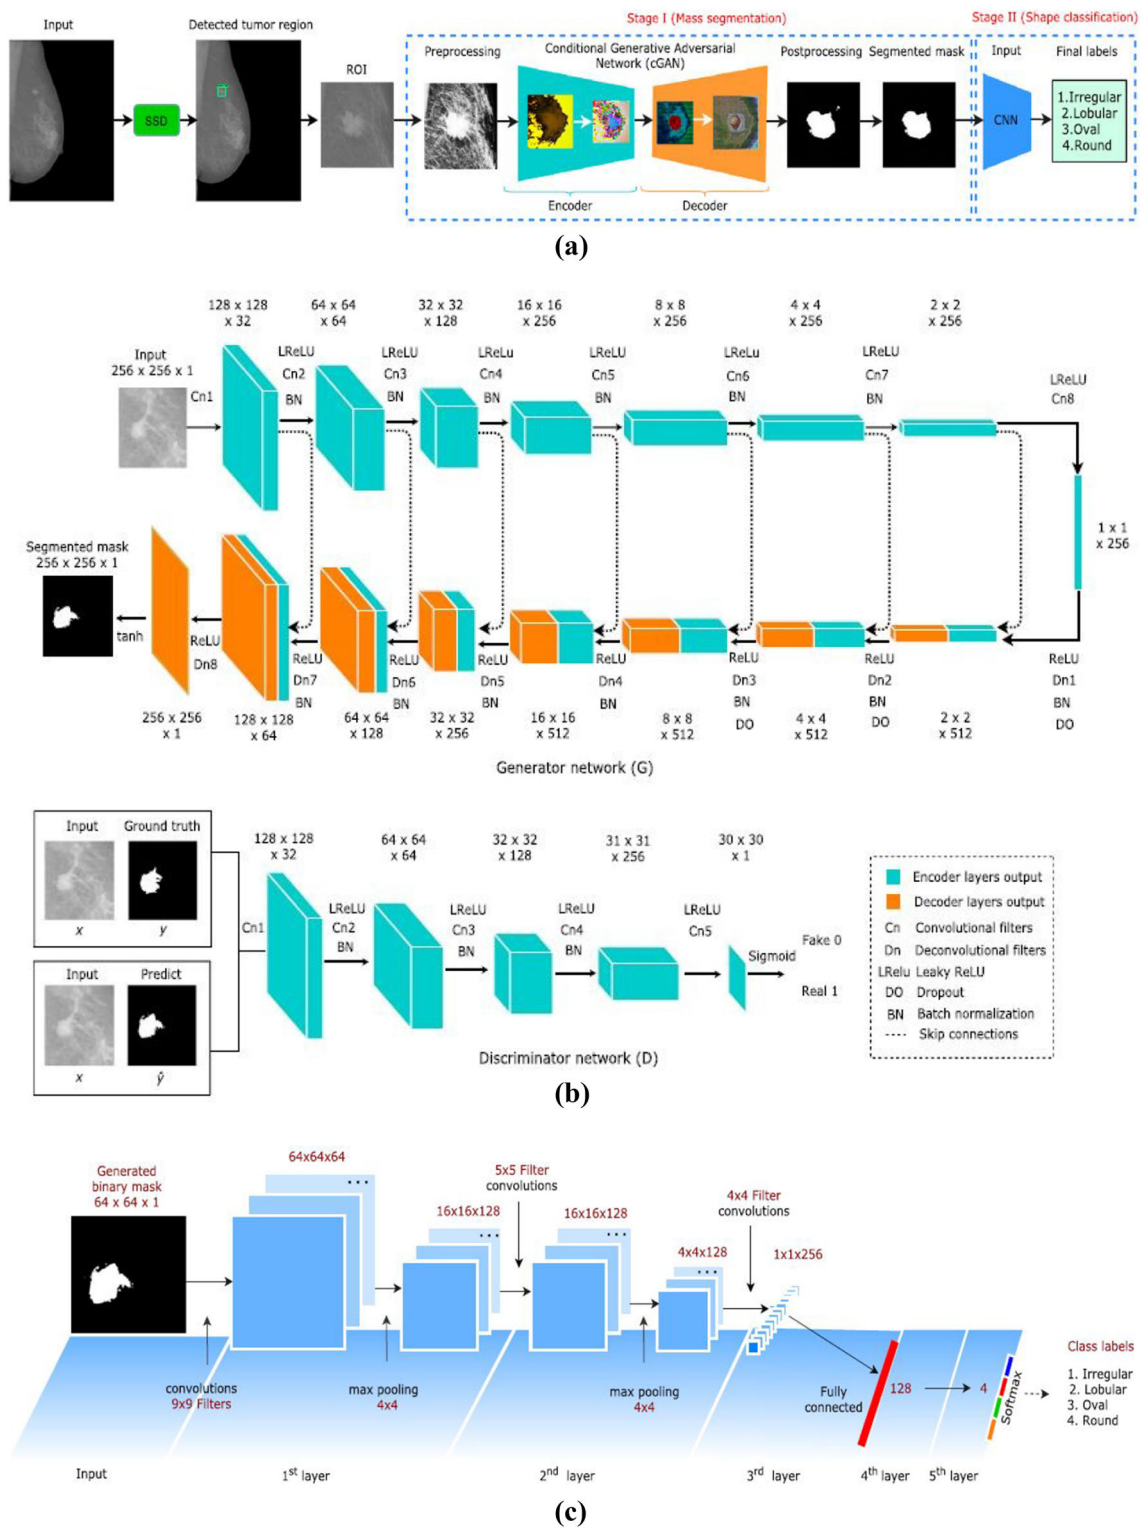 Input
Detected tumor region
Stage I (Mass segmentation)
Stage II (Shape classification)
SSD
ROI
Preprocessing
Conditional Generative Adversarial
Network (cGAN)
Postprocessing
Segmented mask
Input
Final labels
CNN
1.Irregular
2.Lobular
3.Oval
4.Round
Encoder
Decoder
(a)
128 x 128
x 32
64 x 64
x 64
32 x 32
x 128
16 x 16
x 256
8 x 8
x 256
4 x 4
x 256
2 x 2
x 256
Input
256 x 256 x 1
Cn1
LReLU
Cn2
BN
LReLU
Cn3
BN
LReLu
Cn4
BN
LReLU
Cn5
BN
LReLu
Cn6
BN
LReLU
Cn7
BN
LReLU
Cn8
1 x 1
x 256
Segmented mask
256 x 256 x 1
tanh
ReLU
Dn8
ReLU
Dn7
BN
ReLU
Dn6
BN
ReLU
Dn5
BN
ReLU
Dn4
BN
ReLU
Dn3
BN
DO
ReLU
Dn2
BN
DO
ReLU
Dn1
BN
DO
256 x 256
x 1
128 x 128
x 64
64 x 64
x 128
32 x 32
x 256
16 x 16
x 512
8 x 8
x 512
4 x 4
x 512
2 x 2
x 512
Generator network (G)
Input
Ground truth
x
y
Input
Predict
x
ŷ
Cn1
128 x 128
x 32
64 x 64
x 64
32 x 32
x 128
31 x 31
x 256
30 x 30
x 1
LReLU
Cn2
BN
LReLU
Cn3
BN
LReLU
Cn4
BN
LReLU
Cn5
Sigmoid
Fake 0
Real 1
Discriminator network (D)
Encoder layers output
Decoder layers output
Cn Convolutional filters
Dn Deconvolutional filters
LRelu Leaky ReLU
DO Dropout
BN Batch normalization
Skip connections
(b)
Generated
binary mask
64 x 64 x 1
64x64x64
16x16x128
5x5 Filter
convolutions
16x16x128
4x4x128
4x4 Filter
convolutions
1x1x256
convolutions
9x9 Filters
max pooling
4x4
max pooling
4x4
Fully
connected
128
4
Softmax
Class labels
1. Irregular
2. Lobular
3. Oval
4. Round
Input
1st layer
2nd layer
3rd layer
4th layer
5th layer
(c)